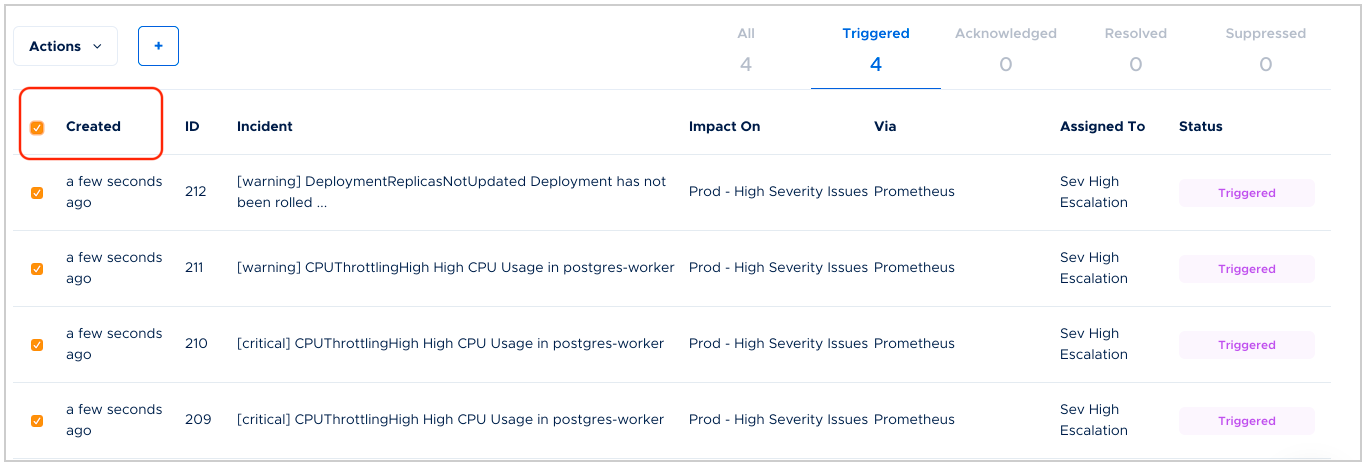 Actions
+
All
Triggered
Acknowledged
Resolved
Suppressed
4
4
0
0
0
Created ID Incident Impact On Via Assigned To Status
a few seconds
ago
212
[warning] DeploymentReplicasNotUpdated Deployment has not
been rolled ...
Prod - High Severity Issues
Prometheus
Sev High
Escalation
Triggered
a few seconds
ago
211
[warning] CPUThrottlingHigh High CPU Usage in postgres-worker
Prod - High Severity Issues
Prometheus
Sev High
Escalation
Triggered
a few seconds
ago
210
[critical] CPUThrottlingHigh High CPU Usage in postgres-worker
Prod - High Severity Issues
Prometheus
Sev High
Escalation
Triggered
a few seconds
ago
209
[critical] CPUThrottlingHigh High CPU Usage in postgres-worker
Prod - High Severity Issues
Prometheus
Sev High
Escalation
Triggered